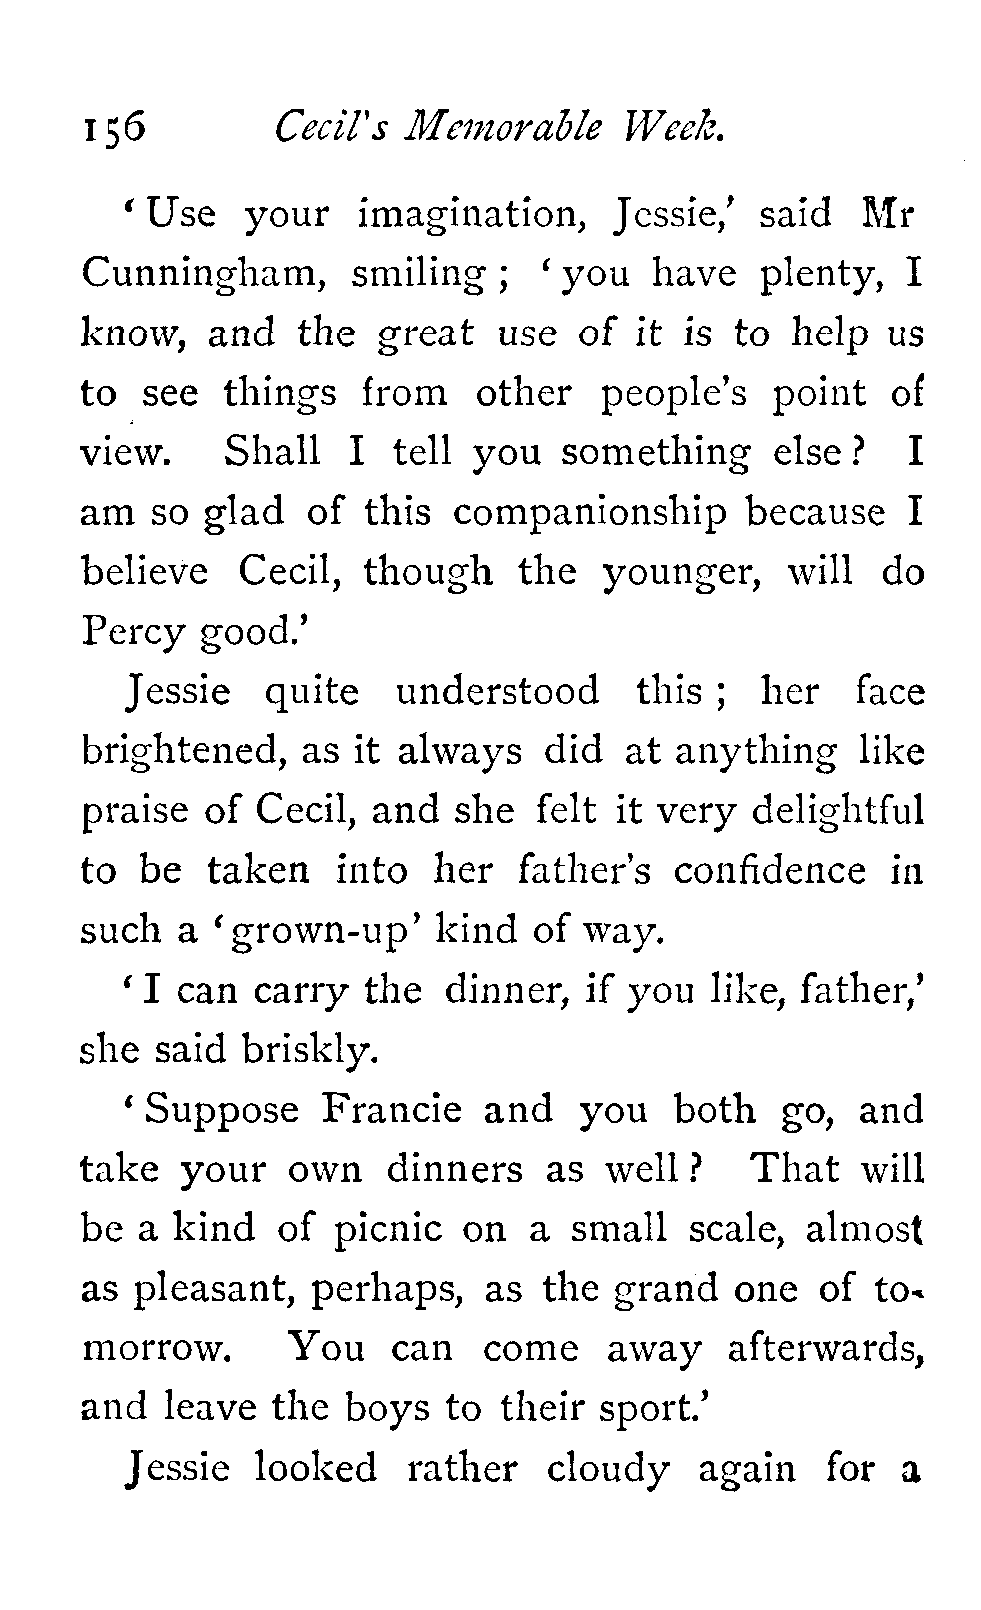 156 Cecil's Memorable Week.
‘Use your imagination, Jessie,’ said Mr
Cunningham, smiling; ‘you have plenty, I
know, and the great use of it is to help us
to see things from other people’s point of
view. Shall I tell you something else? I
am so glad of this companionship because I
believe Cecil, though the younger, will do
Percy good.’
Jessie quite understood this; her face
brightened, as it always did at anything like
praise of Cecil, and she felt it very delightful
to be taken into her father’s confidence in
such a ‘grown-up’ kind of way.
‘I can carry the dinner, if you like, father,’
she said briskly.
‘Suppose Francie and you both go, and
take your own dinners as well? That will
be a kind of picnic on a small scale, almost
as pleasant, perhaps, as the grand one of to-
morrow. You can come away afterwards,
and leave the boys to their sport.’
Jessie looked rather cloudy again for a